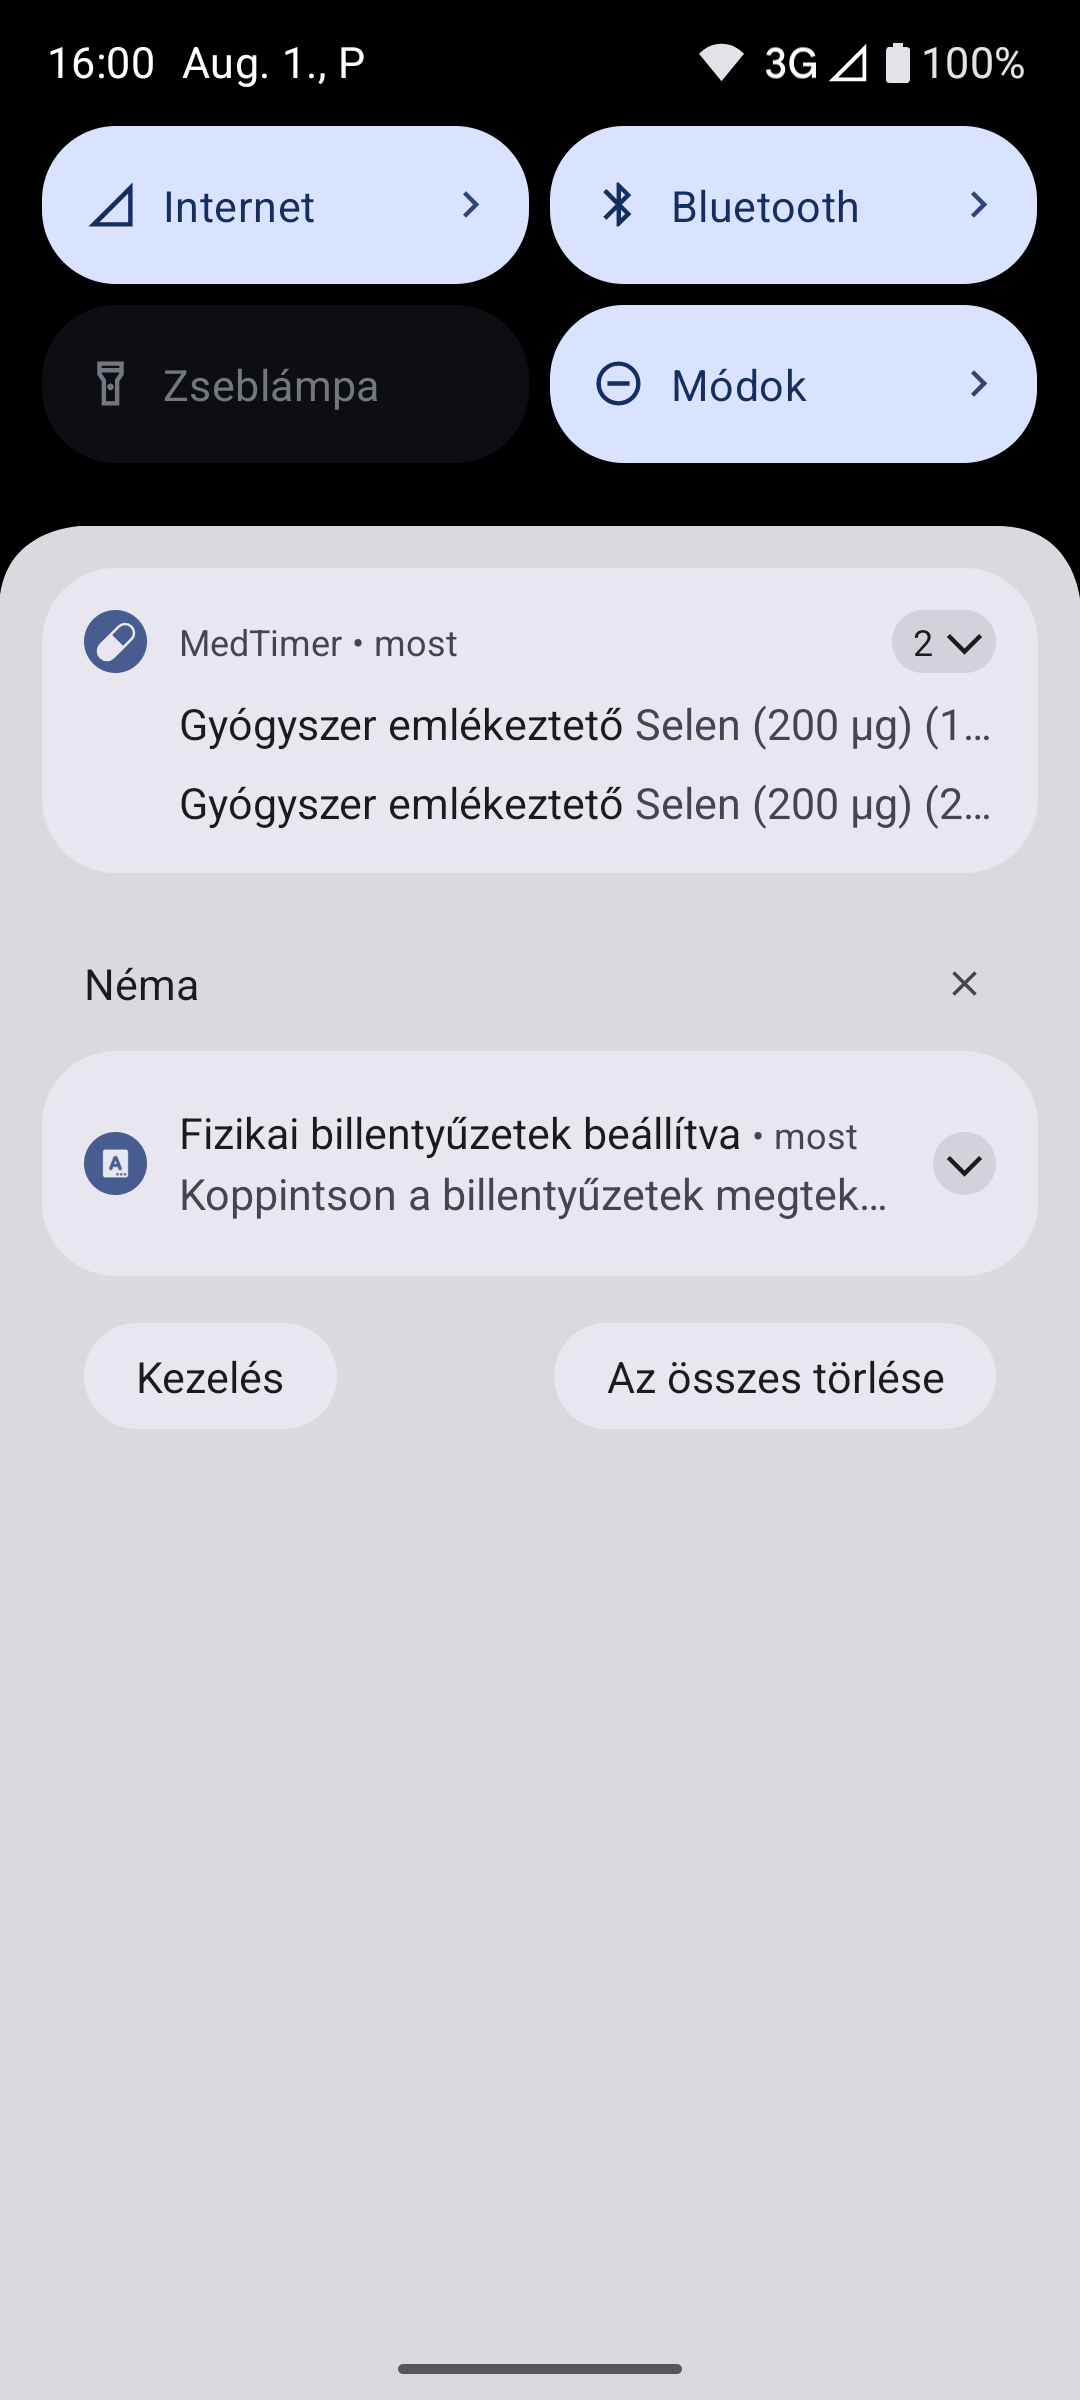 16:00 Aug. 1., P 3G 100%
Internet
Bluetooth
Zseblámpa
Módok
MedTimer • most 2
Gyógyszer emlékeztető Selen (200 µg) (1…
Gyógyszer emlékeztető Selen (200 µg) (2…
Néma
Fizikai billentyűzetek beállítva • most
Koppintson a billentyűzetek megtek…
Kezelés
Az összes törlése